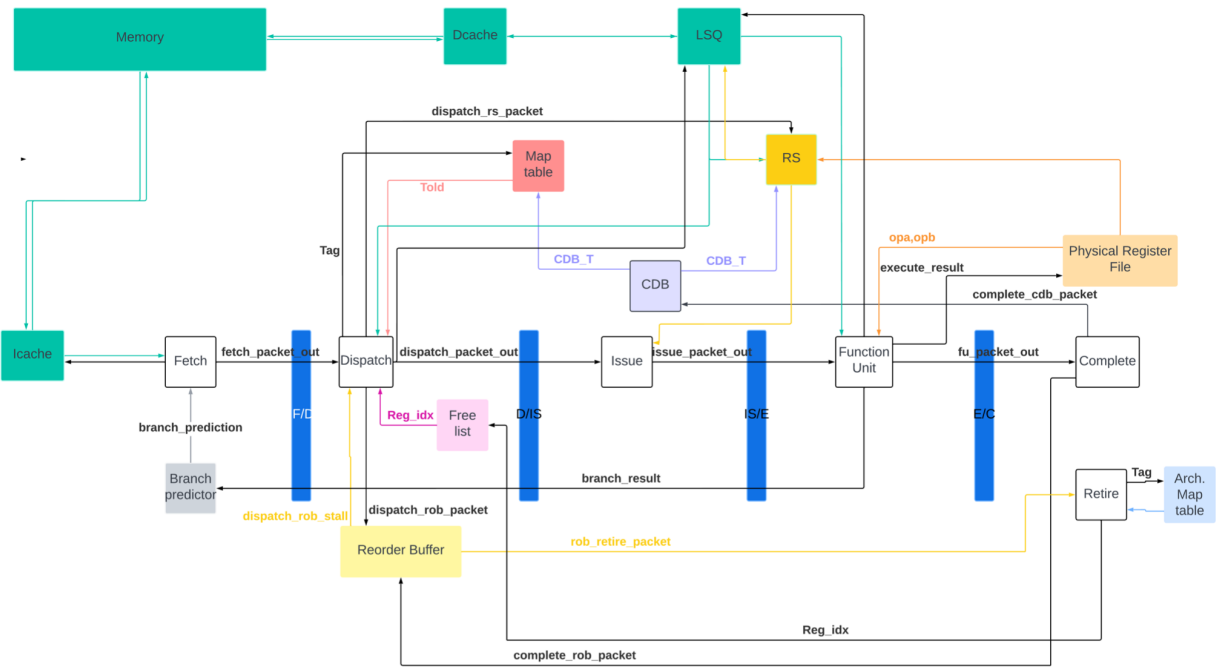 Memory
Dcache
LSQ
dispatch_rs_packet
Map
table
RS
Told
Tag
opa,opb
Physical Register
File
CDB_T
CDB_T
execute_result
CDB
complete_cdb_packet
Icache
Fetch
fetch_packet_out
Dispatch
dispatch_packet_out
Issue
issue_packet_out
Function
Unit
fu_packet_out
Complete
F/D
D/IS
IS/E
E/C
Reg_idx
Free
list
branch_prediction
Branch
predictor
branch_result
Tag
Retire
Arch.
Map
table
dispatch_rob_stall
dispatch_rob_packet
Reorder Buffer
rob_retire_packet
Reg_idx
complete_rob_packet